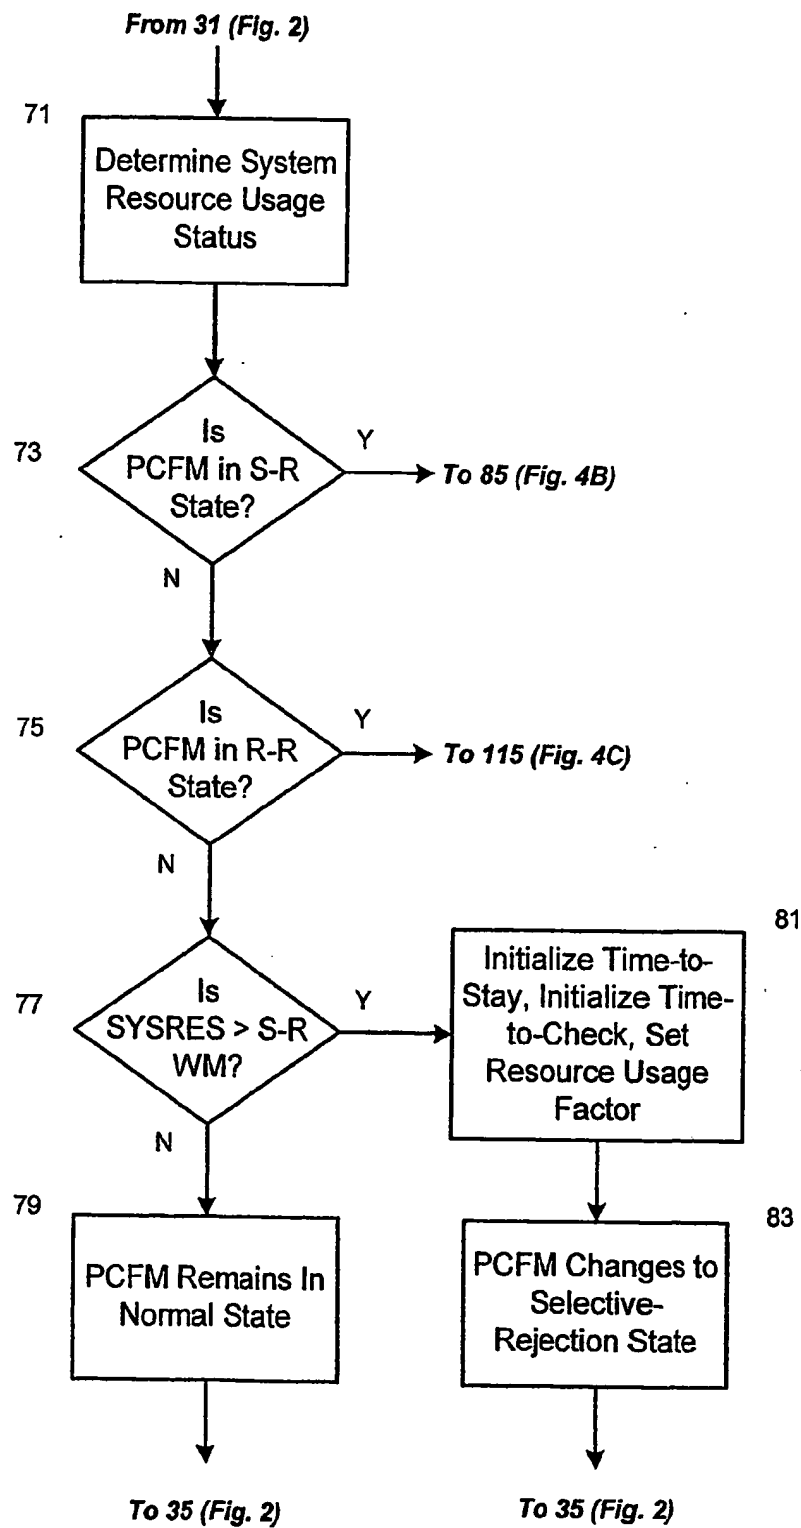 From 31 (Fig. 2)
71
Determine System
Resource Usage
Status
73
Is
PCFM in S-R
State?
Y
To 85 (Fig. 4B)
N
75
Is
PCFM in R-R
State?
Y
To 115 (Fig. 4C)
N
77
Is
SYSRES > S-R
WM?
Y
81
Initialize Time-to-
Stay, Initialize Time-
to-Check, Set
Resource Usage
Factor
N
79
PCFM Remains In
Normal State
83
PCFM Changes to
Selective-
Rejection State
To 35 (Fig. 2)
To 35 (Fig. 2)